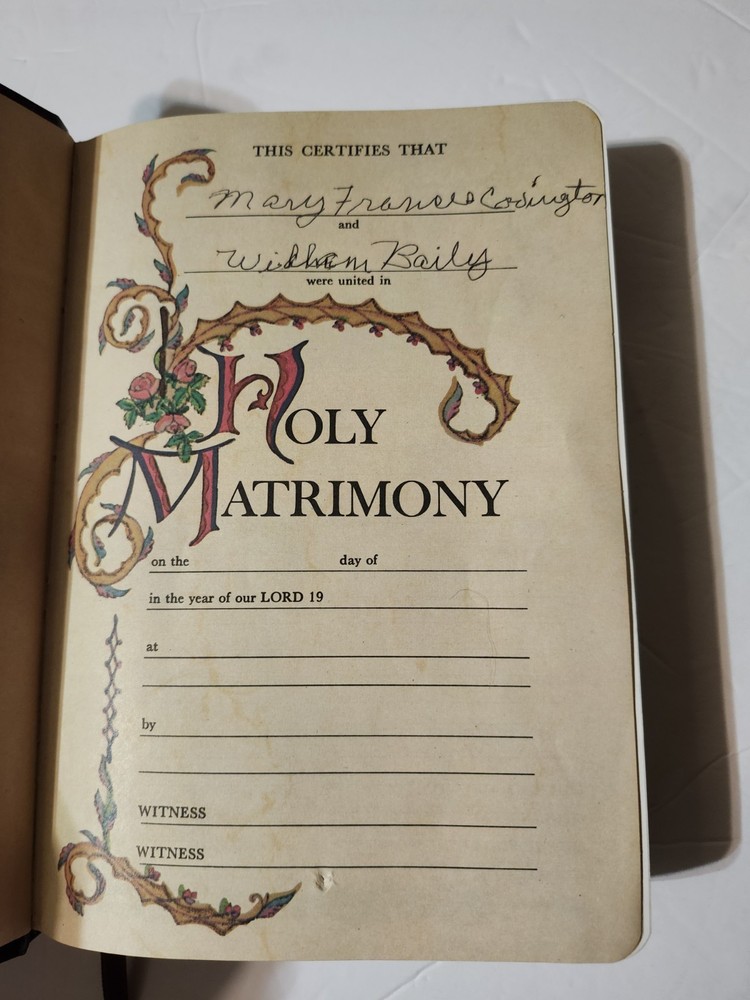 THIS CERTIFIES THAT
Mary Frances Covington
and
William Baily
were united in
HOLY
MATRIMONY
on the day of
in the year of our LORD 19
at
by
WITNESS
WITNESS